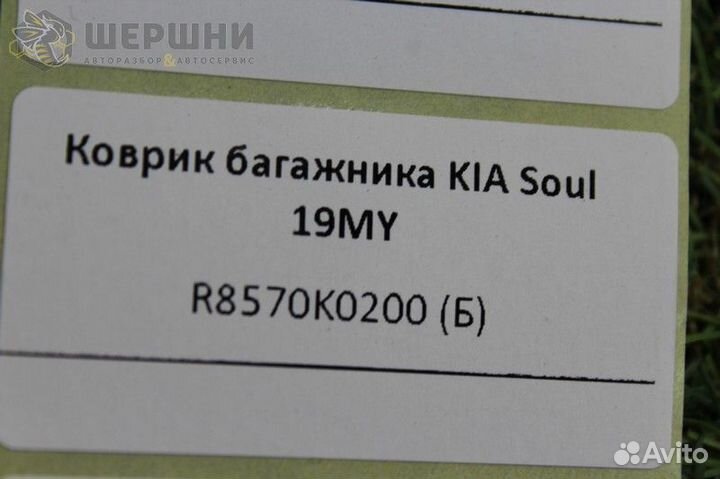 ШЕРШНИ
АВТОРАЗБОР&АВТОСЕРВИС
Коврик багажника KIA Soul
19MY
R8570K0200 (Б)
Avito